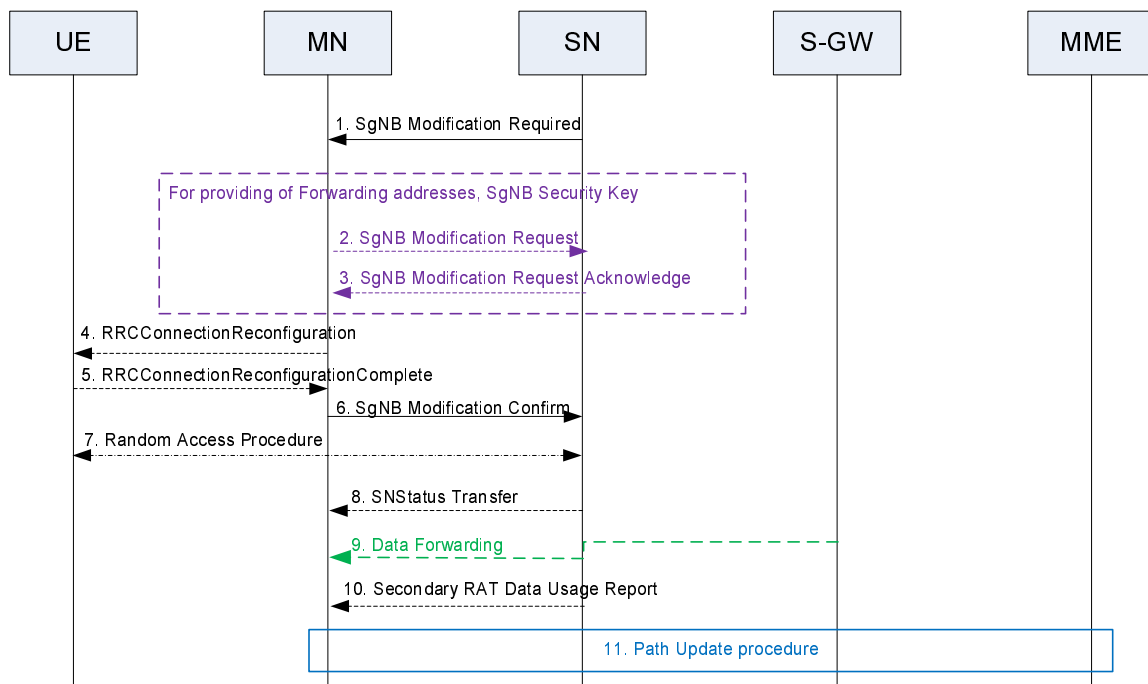 UE
MN
SN
S-GW
MME
1. SgNB Modification Required
For providing of Forwarding addresses, SgNB Security Key
2. SgNB Modification Request
3. SgNB Modification Request Acknowledge
4. RRCConnectionReconfiguration
5. RRCConnectionReconfigurationComplete
6. SgNB Modification Confirm
7. Random Access Procedure
8. SNStatus Transfer
9. Data Forwarding
10. Secondary RAT Data Usage Report
11. Path Update procedure